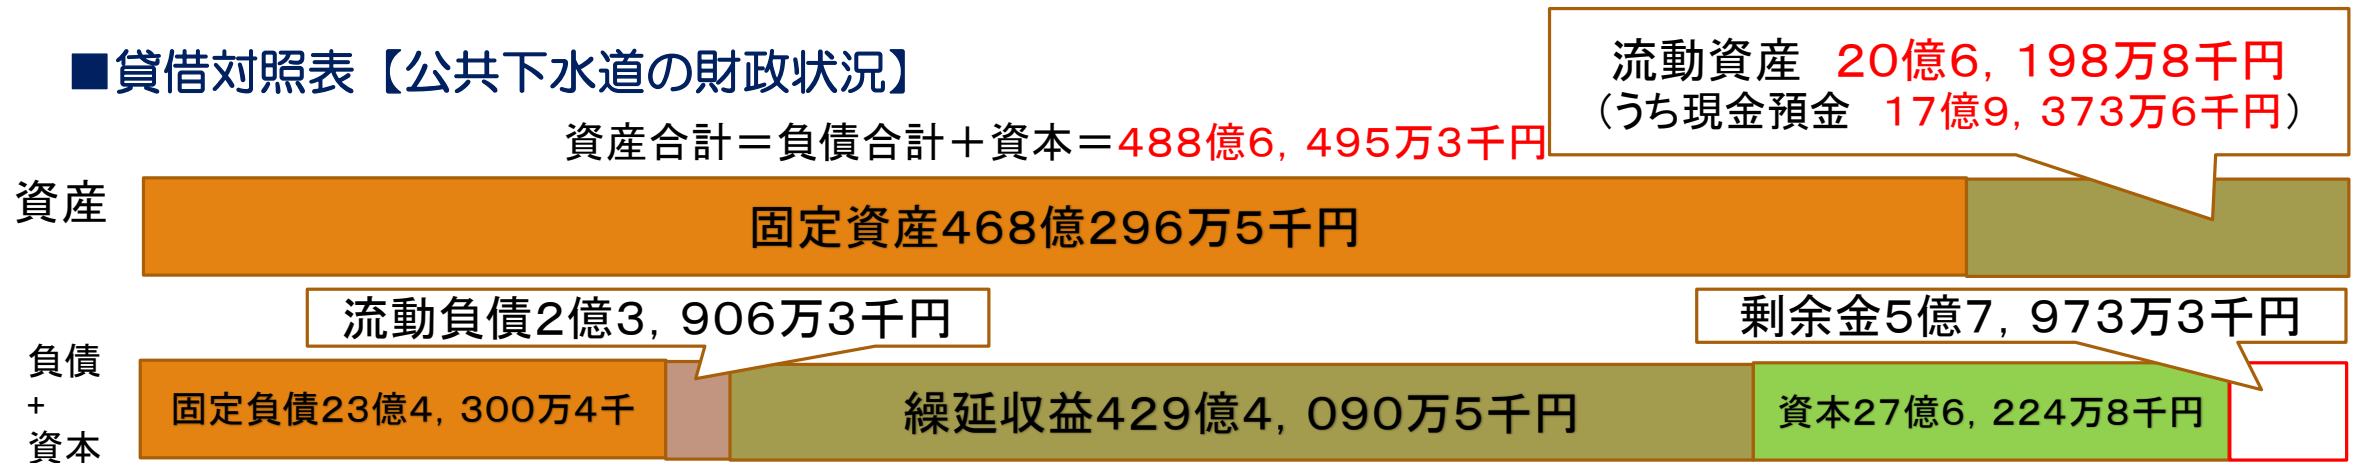 ■貸借対照表【公共下水道の財政状況】
流動資産　20億6，198万8千円
（うち現金預金　17億9，373万6千円）
資産合計＝負債合計＋資本＝488億6，495万3千円
資産
固定資産468億296万5千円
流動負債2億3，906万3千円
剰余金5億7，973万3千円
負債
+
資本
固定負債23億4，300万4千
繰延収益429億4，090万5千円
資本27億6，224万8千円